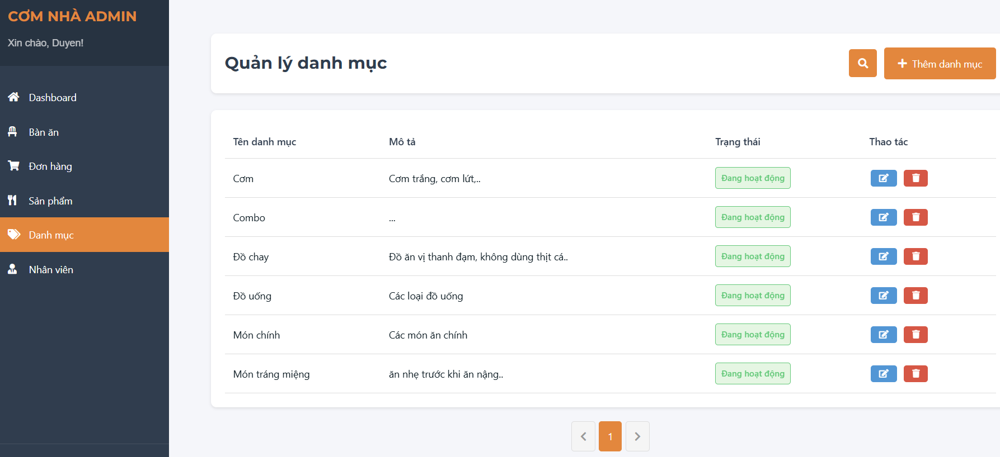 CƠM NHÀ ADMIN
Xin chào, Duyen!
Dashboard
Bàn ăn
Đơn hàng
Sản phẩm
Danh mục
Nhân viên
Quản lý danh mục
Thêm danh mục
Tên danh mục Mô tả Trạng thái Thao tác
Cơm Cơm trắng, cơm lứt,.. Đang hoạt động
Combo ... Đang hoạt động
Đồ chay Đồ ăn vị thanh đạm, không dùng thịt cá.. Đang hoạt động
Đồ uống Các loại đồ uống Đang hoạt động
Món chính Các món ăn chính Đang hoạt động
Món tráng miệng ăn nhẹ trước khi ăn nậng.. Đang hoạt động
1